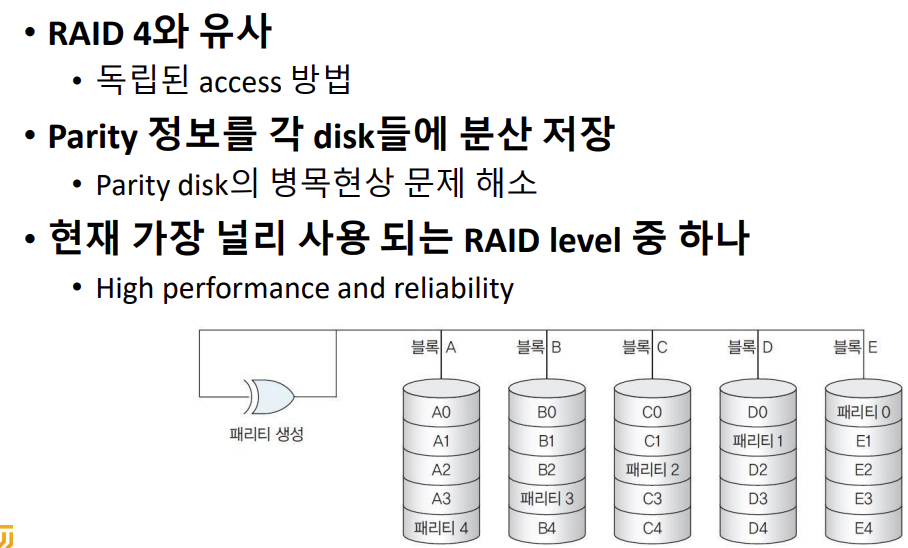 • RAID 4와 유사
• 독립된 access 방법
• Parity 정보를 각 disk들에 분산 저장
• Parity disk의 병목현상 문제 해소
• 현재 가장 널리 사용 되는 RAID level 중 하나
• High performance and reliability
블록 A 블록 B 블록 C 블록 D 블록 E
패리티 생성
A0 B0 C0 D0 패리티 0
A1 B1 C1 패리티 1 E1
A2 B2 패리티 2 D2 E2
A3 패리티 3 C3 D3 E3
패리티 4 B4 C4 D4 E4